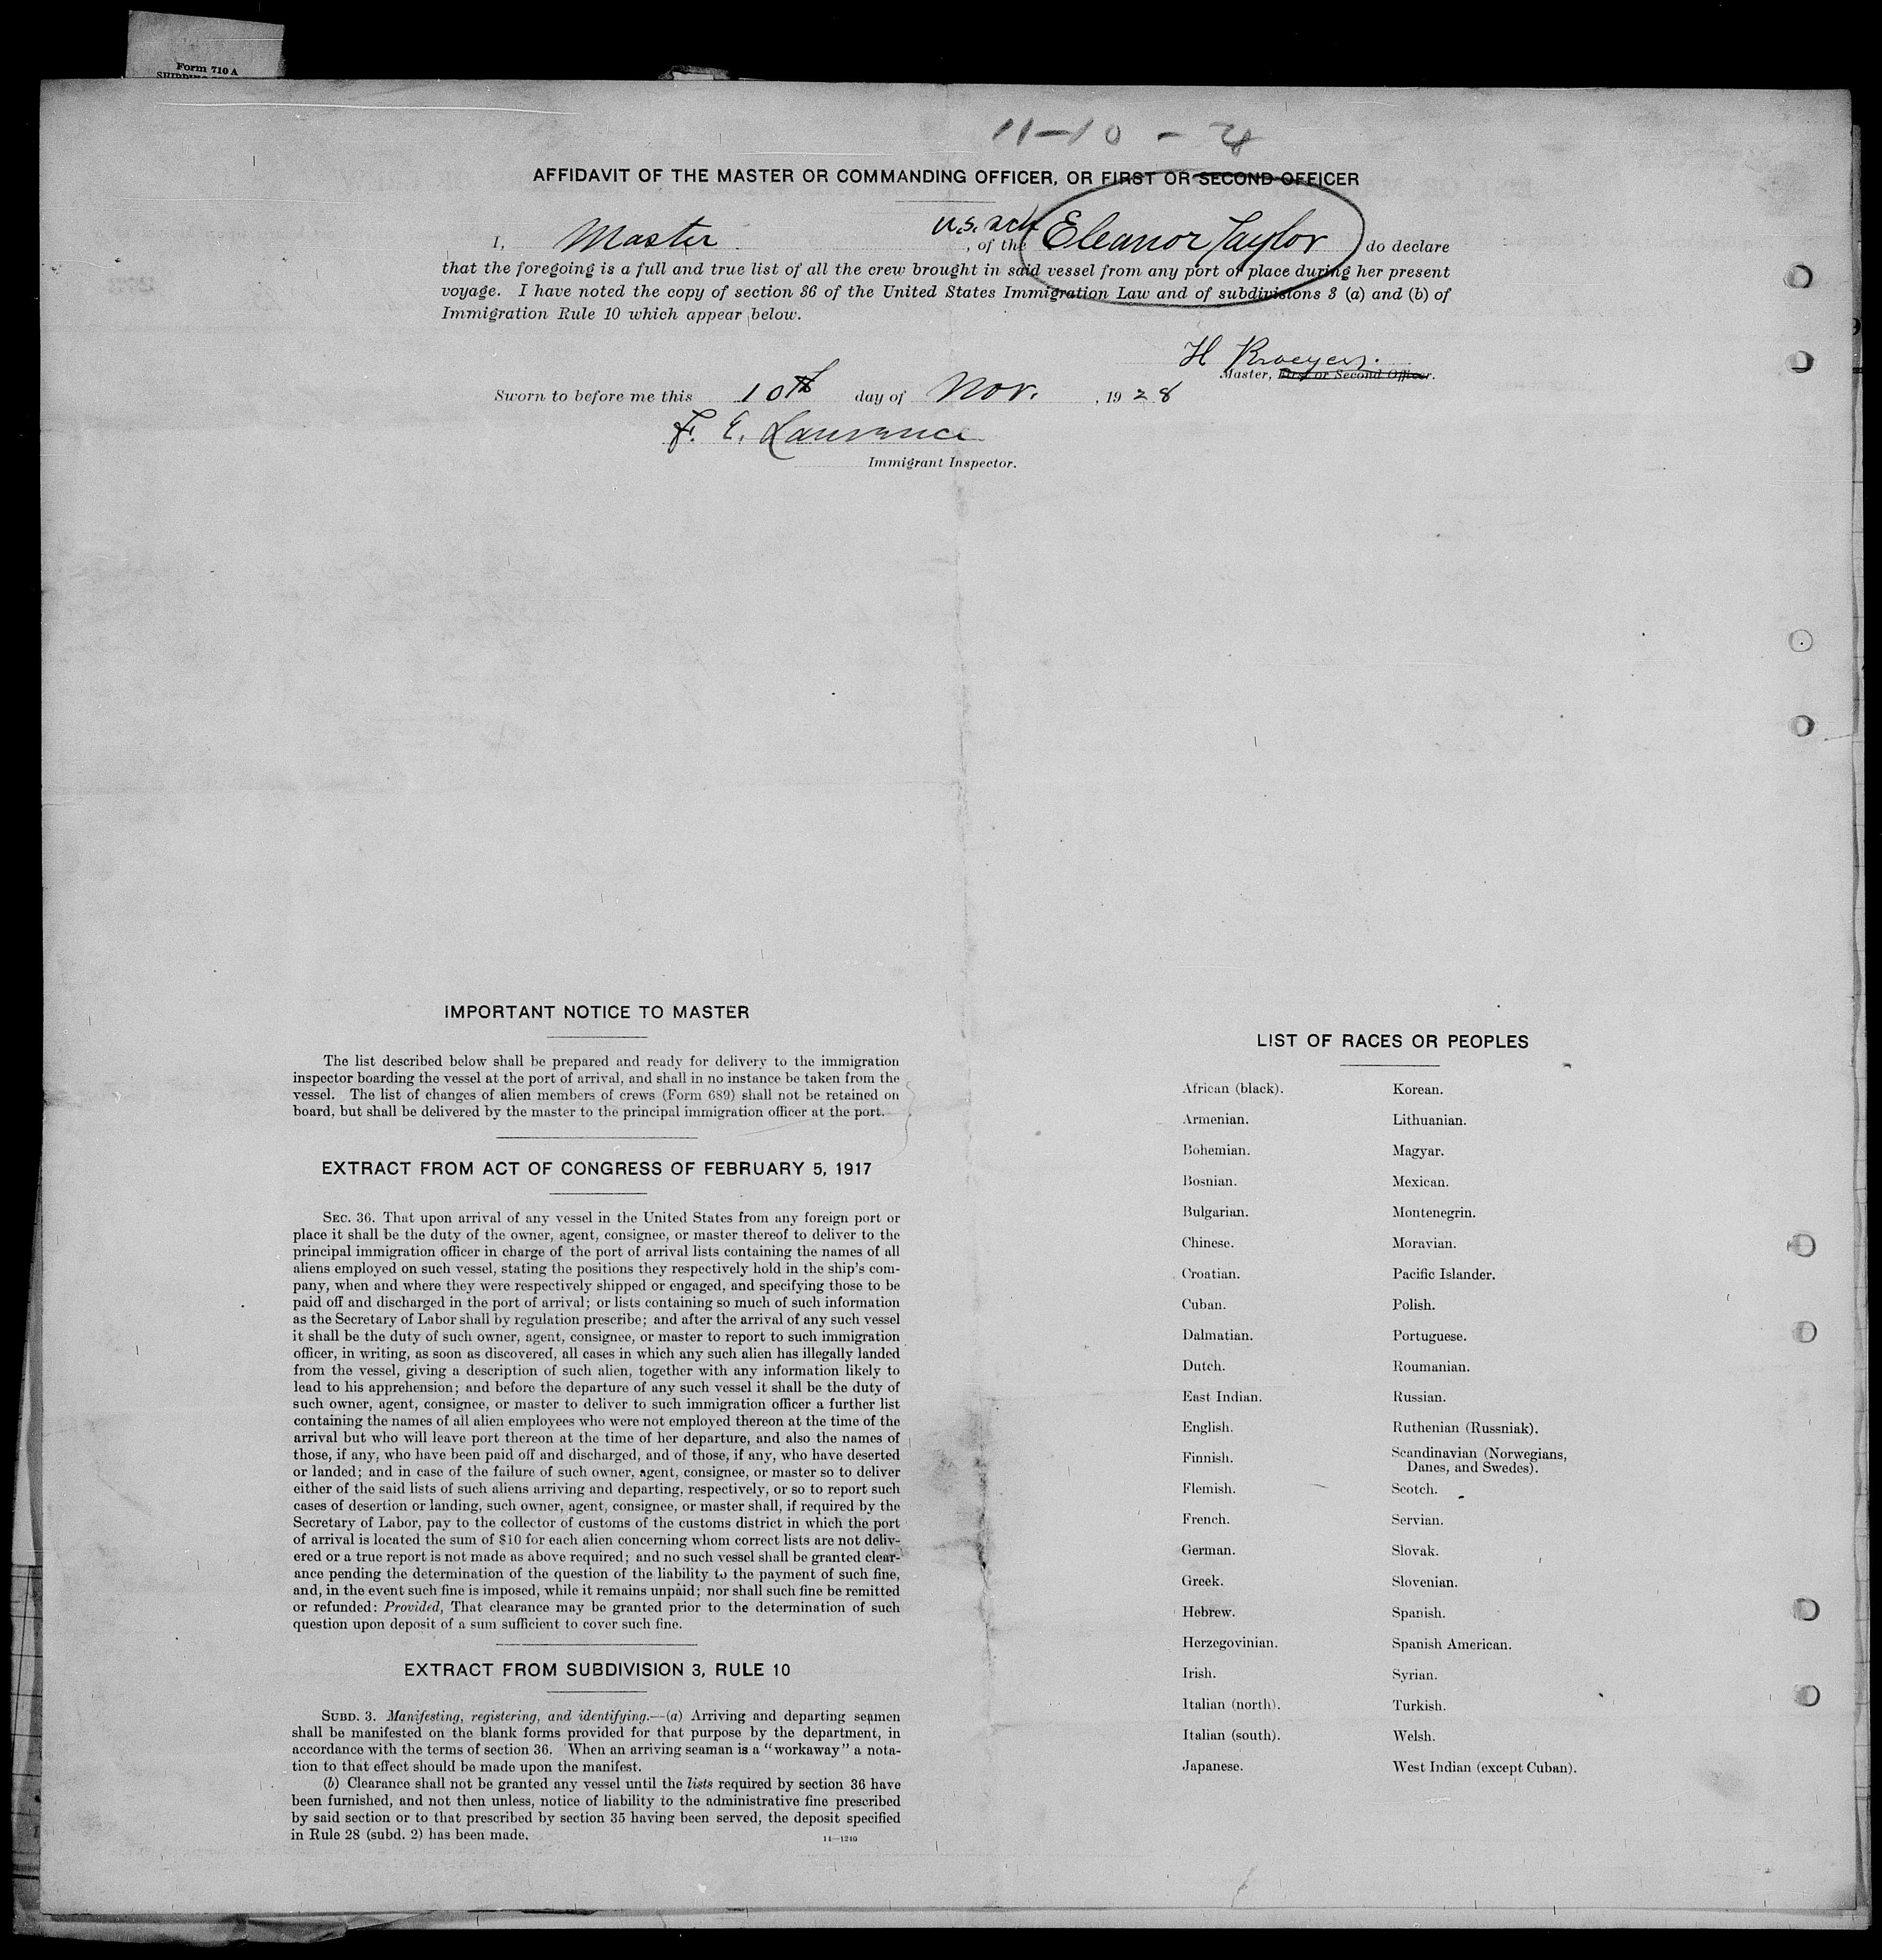 Form 710 A
11-10-
AFFIDAVIT OF THE MASTER OR COMMANDING OFFICER, OR FIRST OR SECOND OFFICER
I, Master, of the U.S. Sch Eleanor Taylor do declare
that the foregoing is a full and true list of all the crew brought in said vessel from any port or place during her present
voyage. I have noted the copy of section 36 of the United States Immigration Law and of subdivisions 3 (a) and (b) of
Immigration Rule 10 which appear below.
H
Master, First or Second Officer.
Sworn to before me this 10th day of Nov., 1928
F. E. Lawrence
Immigrant Inspector.
IMPORTANT NOTICE TO MASTER
The list described below shall be prepared and ready for delivery to the immigration
inspector boarding the vessel at the port of arrival, and shall in no instance be taken from the
vessel. The list of changes of alien members of crews (Form 689) shall not be retained on
board, but shall be delivered by the master to the principal immigration officer at the port.
EXTRACT FROM ACT OF CONGRESS OF FEBRUARY 5, 1917
SEC. 36. That upon arrival of any vessel in the United States from any foreign port or
place it shall be the duty of the owner, agent, consignee, or master thereof to deliver to the
principal immigration officer in charge of the port of arrival lists containing the names of all
aliens employed on such vessel, stating the positions they respectively hold in the ship's com-
pany, when and where they were respectively shipped or engaged, and specifying those to be
paid off and discharged in the port of arrival; or lists containing so much of such information
as the Secretary of Labor shall by regulation prescribe; and after the arrival of any such vessel
it shall be the duty of such owner, agent, consignee, or master to report to such immigration
officer, in writing, as soon as discovered, all cases in which any such alien has illegally landed
from the vessel, giving a description of such alien, together with any information likely to
lead to his apprehension; and before the departure of any such vessel it shall be the duty of
such owner, agent, consignee, or master to deliver to such immigration officer a further list
containing the names of all alien employees who were not employed thereon at the time of the
arrival but who will leave port thereon at the time of her departure, and also the names of
those, if any, who have been paid off and discharged, and of those, if any, who have deserted
or landed; and in case of the failure of such owner, agent, consignee, or master so to deliver
either of the said lists of such aliens arriving and departing, respectively, or so to report such
cases of desertion or landing, such owner, agent, consignee, or master shall, if required by the
Secretary of Labor, pay to the collector of customs of the customs district in which the port
of arrival is located the sum of $10 for each alien concerning whom correct lists are not deliv-
ered or a true report is not made as above required; and no such vessel shall be granted clear-
ance pending the determination of the question of the liability to the payment of such fine,
and, in the event such fine is imposed, while it remains unpaid; nor shall such fine be remitted
or refunded: Provided, That clearance may be granted prior to the determination of such
question upon deposit of a sum sufficient to cover such fine.
EXTRACT FROM SUBDIVISION 3, RULE 10
SUBD. 3. Manifesting, registering, and identifying.—(a) Arriving and departing seamen
shall be manifested on the blank forms provided for that purpose by the department, in
accordance with the terms of section 36. When an arriving seaman is a "workaway" a nota-
tion to that effect should be made upon the manifest.
(b) Clearance shall not be granted any vessel until the lists required by section 36 have
been furnished, and not then unless, notice of liability to the administrative fine prescribed
by said section or to that prescribed by section 35 having been served, the deposit specified
in Rule 28 (subd. 2) has been made.
14—1240
LIST OF RACES OR PEOPLES
African (black). Korean.
Armenian. Lithuanian.
Bohemian. Magyar.
Bosnian. Mexican.
Bulgarian. Montenegrin.
Chinese. Moravian.
Croatian. Pacific Islander.
Cuban. Polish.
Dalmatian. Portuguese.
Dutch. Roumanian.
East Indian. Russian.
English. Ruthenian (Russniak).
Finnish. Scandinavian (Norwegians,
Danes, and Swedes).
Flemish. Scotch.
French. Servian.
German. Slovak.
Greek. Slovenian.
Hebrew. Spanish.
Herzegovinian. Spanish American.
Irish. Syrian.
Italian (north). Turkish.
Italian (south). Welsh.
Japanese. West Indian (except Cuban).